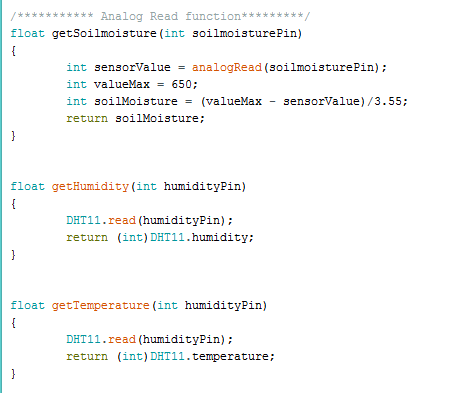 /*********** Analog Read function*********/
float getSoilmoisture(int soilmoisturePin)
{
int sensorValue = analogRead(soilmoisturePin);
int valueMax = 650;
int soilMoisture = (valueMax - sensorValue)/3.55;
return soilMoisture;
}
float getHumidity(int humidityPin)
{
DHT11.read(humidityPin);
return (int)DHT11.humidity;
}
float getTemperature(int humidityPin)
{
DHT11.read(humidityPin);
return (int)DHT11.temperature;
}